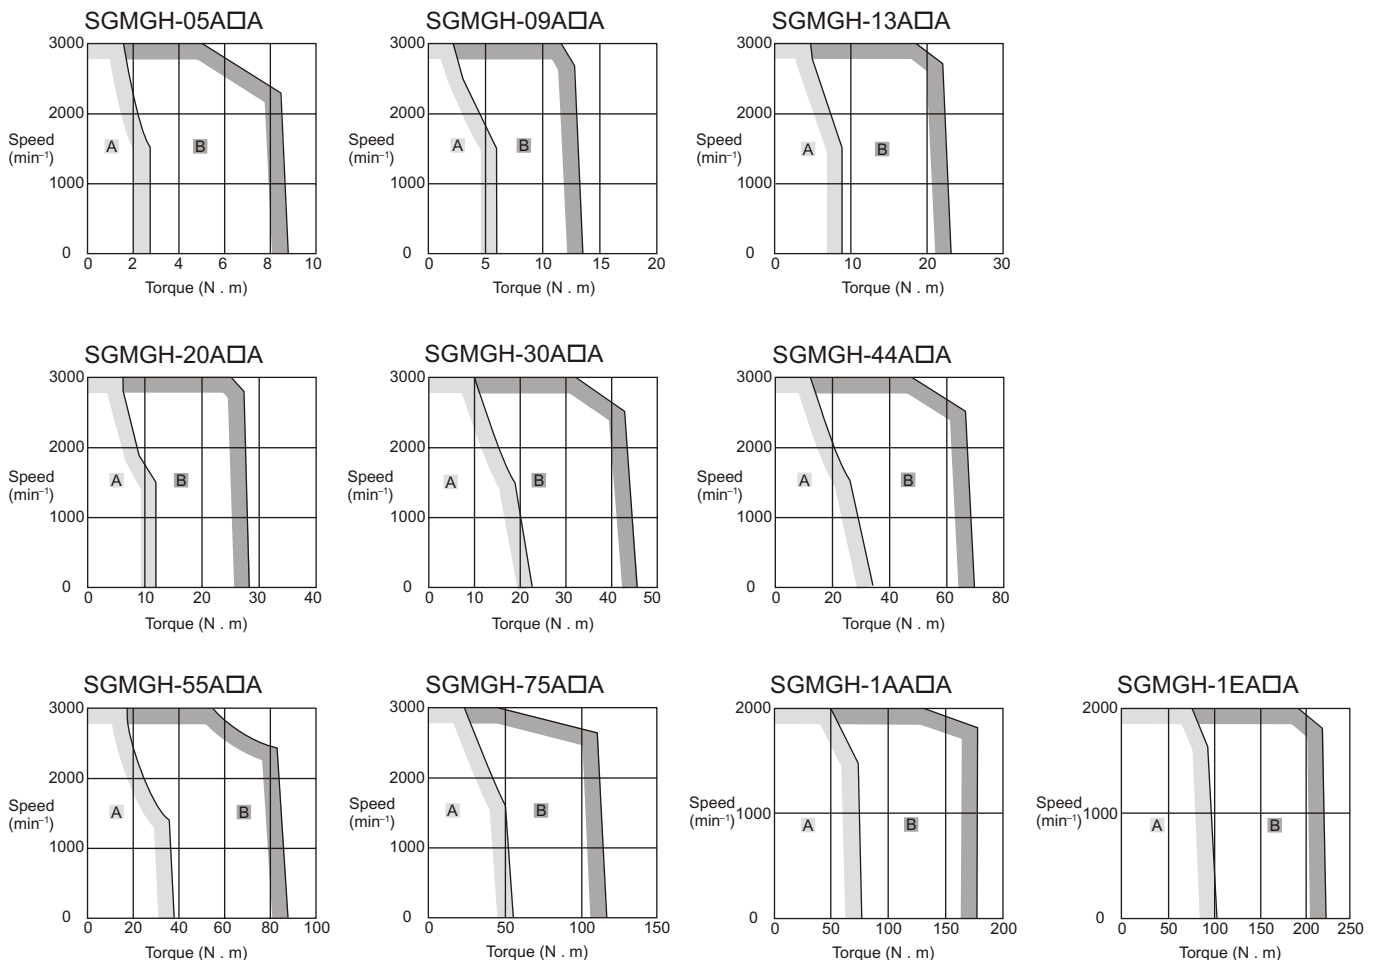 SGMGH-05A□A
3000
2000
Speed
(min⁻¹)
1000
0
A
B
0 2 4 6 8 10
Torque (N . m)
SGMGH-09A□A
3000
2000
Speed
(min⁻¹)
1000
0
A
B
0 5 10 15 20
Torque (N . m)
SGMGH-13A□A
3000
2000
Speed
(min⁻¹)
1000
0
A
B
0 10 20 30
Torque (N . m)
SGMGH-20A□A
3000
2000
Speed
(min⁻¹)
1000
0
A
B
0 10 20 30 40
Torque (N . m)
SGMGH-30A□A
3000
2000
Speed
(min⁻¹)
1000
0
A
B
0 10 20 30 40 50
Torque (N . m)
SGMGH-44A□A
3000
2000
Speed
(min⁻¹)
1000
0
A
B
0 20 40 60 80
Torque (N . m)
SGMGH-55A□A
3000
2000
Speed
(min⁻¹)
1000
0
A
B
0 20 40 60 80 100
Torque (N . m)
SGMGH-75A□A
3000
2000
Speed
(min⁻¹)
1000
0
A
B
0 50 100 150
Torque (N . m)
SGMGH-1AA□A
2000
Speed
(min⁻¹)
1000
0
A
B
0 50 100 150 200
Torque (N . m)
SGMGH-1EA□A
2000
Speed
(min⁻¹)
1000
0
A
B
0 50 100 150 200 250
Torque (N . m)